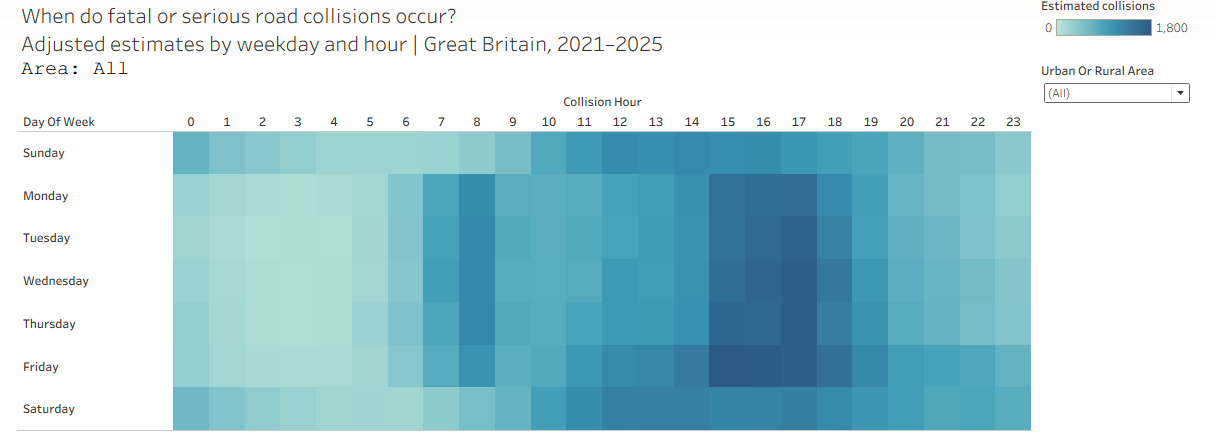 When do fatal or serious road collisions occur?
Adjusted estimates by weekday and hour | Great Britain, 2021–2025
Area: All
Estimated collisions
0 1,800
Urban Or Rural Area
(All)
Collision Hour
Day Of Week 0 1 2 3 4 5 6 7 8 9 10 11 12 13 14 15 16 17 18 19 20 21 22 23
Sunday
Monday
Tuesday
Wednesday
Thursday
Friday
Saturday